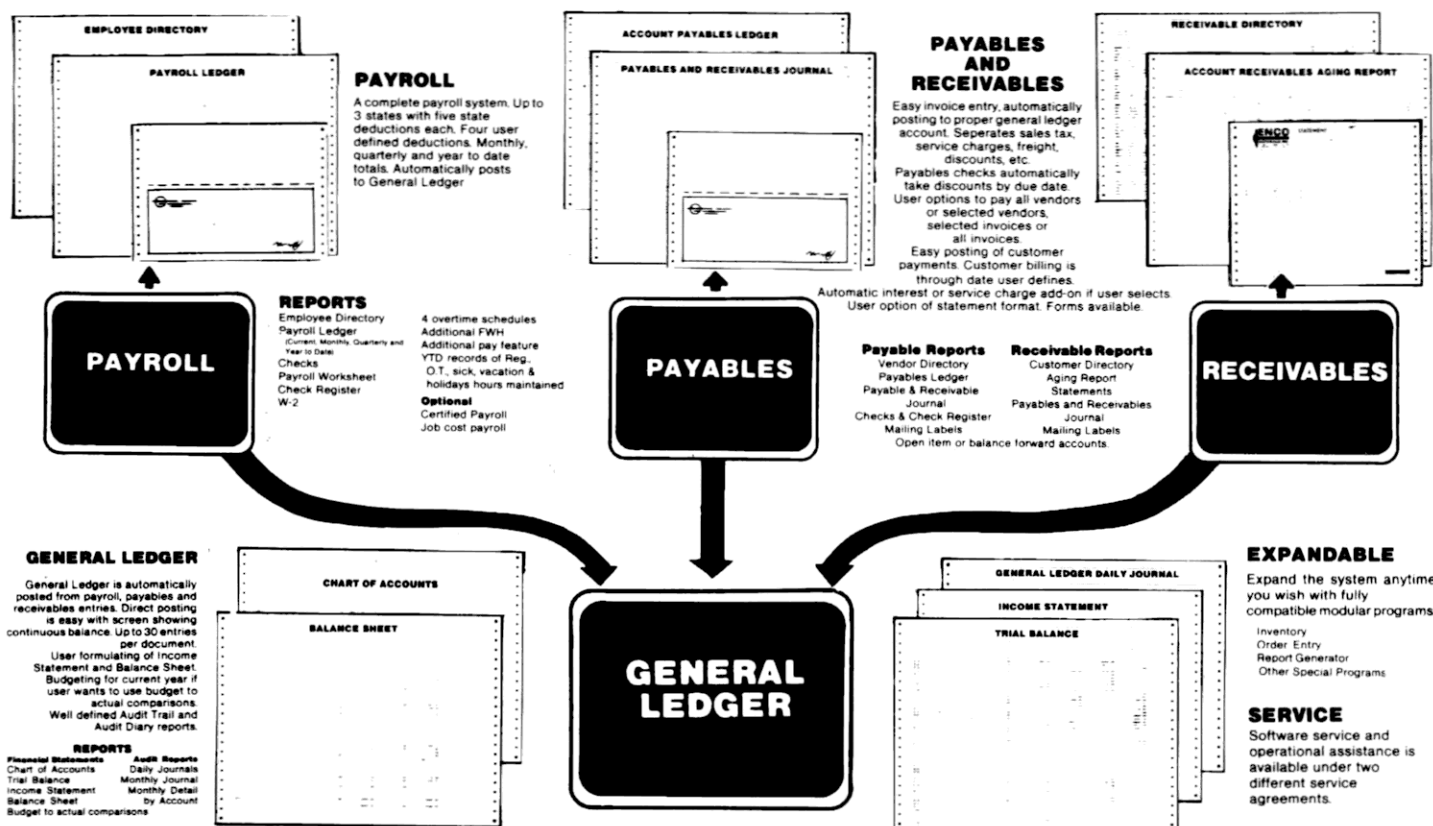 EMPLOYEE DIRECTORY
PAYROLL LEDGER
PAYROLL
A complete payroll system. Up to
3 states with five state
deductions each. Four user
defined deductions. Monthly,
quarterly and year to date
totals. Automatically posts
to General Ledger
ACCOUNT PAYABLES LEDGER
PAYABLES AND RECEIVABLES JOURNAL
PAYABLES
AND
RECEIVABLES
Easy invoice entry, automatically
posting to proper general ledger
account. Seperates sales tax,
service charges, freight,
discounts, etc.
Payables checks automatically
take discounts by due date.
User options to pay all vendors
or selected vendors,
selected invoices or
all invoices.
Easy posting of customer
payments. Customer billing is
through date user defines.
Automatic interest or service charge add-on if user selects.
User option of statement format. Forms available.
RECEIVABLE DIRECTORY
ACCOUNT RECEIVABLES AGING REPORT
ENCO
STATEMENT
PAYROLL
REPORTS
Employee Directory
Payroll Ledger
(Current, Monthly, Quarterly and
Year to Date)
Checks
Payroll Worksheet
Check Register
W-2
4 overtime schedules
Additional FWH
Additional pay feature
YTD records of Reg.,
O.T., sick, vacation &
holidays hours maintained
Optional
Certified Payroll
Job cost payroll
PAYABLES
Payable Reports
Vendor Directory
Payables Ledger
Payable & Receivable
Journal
Checks & Check Register
Mailing Labels
Receivable Reports
Customer Directory
Aging Report
Statements
Payables and Receivables
Journal
Mailing Labels
Open item or balance forward accounts.
RECEIVABLES
GENERAL LEDGER
General Ledger is automatically
posted from payroll, payables and
receivables entries. Direct posting
is easy with screen showing
continuous balance. Up to 30 entries
per document.
User formulating of Income
Statement and Balance Sheet.
Budgeting for current year if
user wants to use budget to
actual comparisons.
Well defined Audit Trail and
Audit Diary reports.
REPORTS
Financial Statements
Chart of Accounts
Trial Balance
Income Statement
Balance Sheet
Budget to actual comparisons
Audit Reports
Daily Journals
Monthly Journal
Monthly Detail
by Account
CHART OF ACCOUNTS
BALANCE SHEET
GENERAL
LEDGER
GENERAL LEDGER DAILY JOURNAL
INCOME STATEMENT
TRIAL BALANCE
EXPANDABLE
Expand the system anytime
you wish with fully
compatible modular programs
Inventory
Order Entry
Report Generator
Other Special Programs
SERVICE
Software service and
operational assistance is
available under two
different service
agreements.